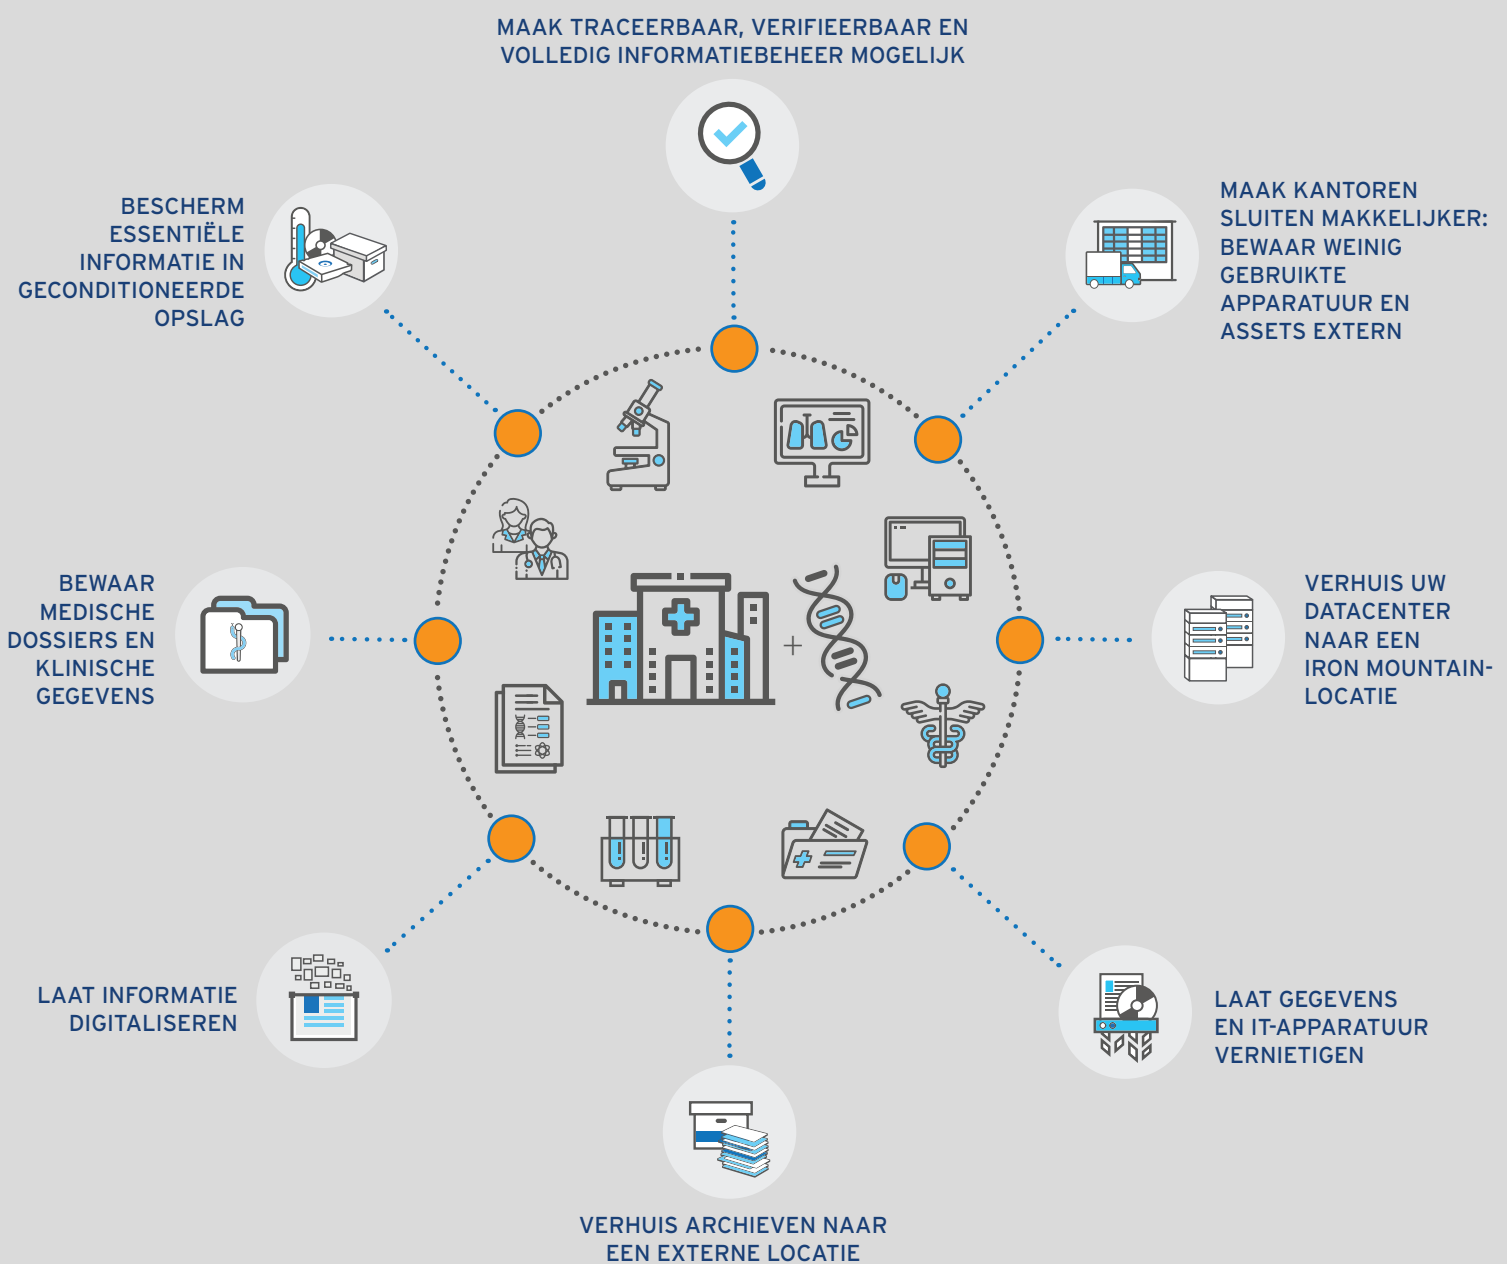 MAAK TRACEERBAAR, VERIFIEERBAAR EN
VOLLEDIG INFORMATIEBEHEER MOGELIJK
MAAK KANTOREN
SLUITEN MAKKELIJKER:
BEWAAR WEINIG
GEBRUIKTE
APPARATUUR EN
ASSETS EXTERN
VERHUIS UW
DATACENTER
NAAR EEN
IRON MOUNTAIN-
LOCATIE
LAAT GEGEVENS
EN IT-APPARATUUR
VERNIETIGEN
VERHUIS ARCHIEVEN NAAR
EEN EXTERNE LOCATIE
LAAT INFORMATIE
DIGITALISEREN
BEWAAR
MEDISCHE
DOSSIERS EN
KLINISCHE
GEGEVENS
BESCHERM
ESSENTIËLE
INFORMATIE IN
GECONDITIONEERDE
OPSLAG